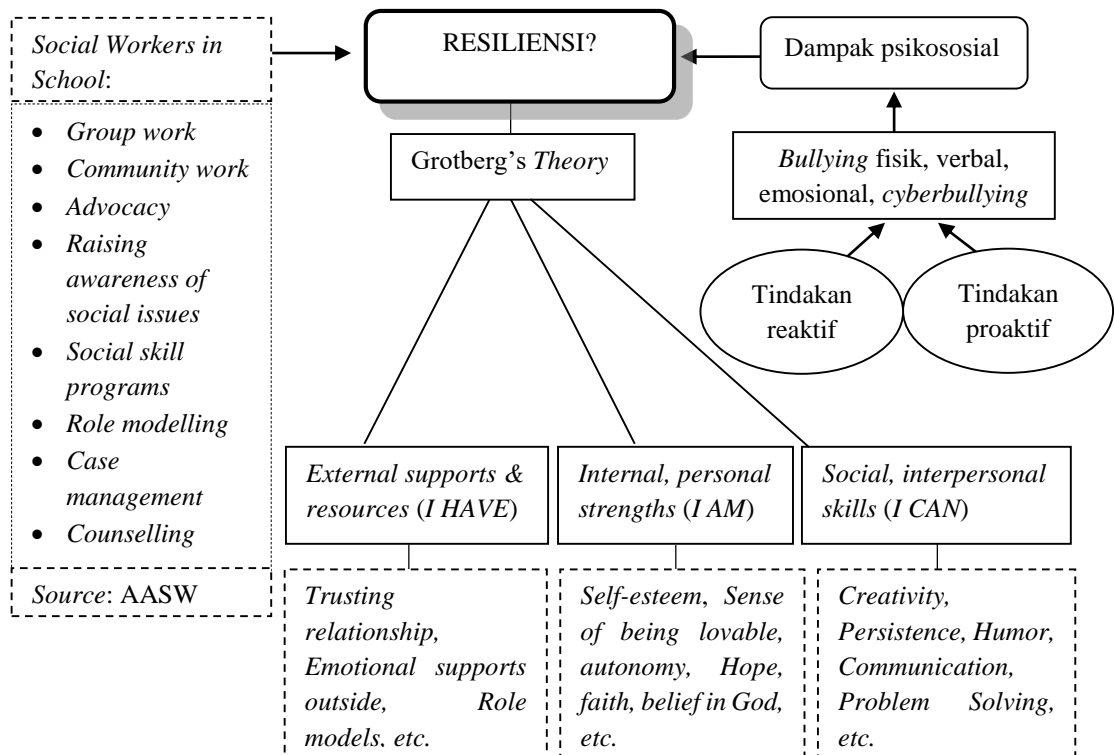 Social Workers in
School:
• Group work
• Community work
• Advocacy
• Raising
awareness of
social issues
• Social skill
programs
• Role modelling
• Case
management
• Counselling
Source: AASW
RESILIENSI?
Dampak psikososial
Grotberg’s Theory
Bullying fisik, verbal,
emosional, cyberbullying
Tindakan
reaktif
Tindakan
proaktif
External supports &
resources (I HAVE)
Internal, personal
strengths (I AM)
Social, interpersonal
skills (I CAN)
Trusting
relationship,
Emotional supports
outside, Role
models, etc.
Self-esteem, Sense
of being lovable,
autonomy, Hope,
faith, belief in God,
etc.
Creativity,
Persistence, Humor,
Communication,
Problem Solving,
etc.